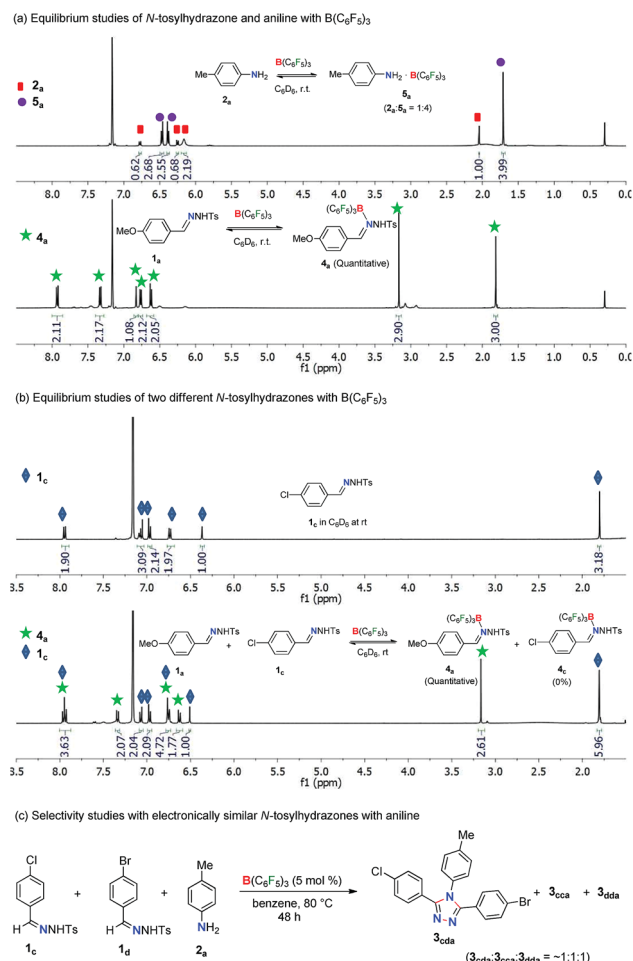 (a) Equilibrium studies of N-tosylhydrazone and aniline with B(C6F5)3
2a
5a
Me
NH2
2a
B(C6F5)3
C6D6, r.t.
Me
NH2 · B(C6F5)3
5a
(2a:5a = 1:4)
0.62
2.68
2.55
0.68
2.19
1.00
3.99
8.5 8.0 7.5 7.0 6.5 6.0 5.5 5.0 4.5 4.0 3.5 3.0 2.5 2.0 1.5 1.0 0.5 0.0
4a
MeO
NNHTs
1a
B(C6F5)3
C6D6, r.t.
(C6F5)3B
NNHTs
MeO
4a (Quantitative)
2.11
2.17
1.08
2.12
2.05
2.90
3.00
8.5 8.0 7.5 7.0 6.5 6.0 5.5 5.0 4.5 4.0 3.5 3.0 2.5 2.0 1.5 1.0 0.5 0.0
f1 (ppm)
(b) Equilibrium studies of two different N-tosylhydrazones with B(C6F5)3
1c
Cl
NNHTs
1c in C6D6 at rt
1.90
3.09
2.14
1.97
1.00
3.18
3.5 8.0 7.5 7.0 6.5 6.0 5.5 5.0 4.5 4.0 3.5 3.0 2.5 2.0
f1 (ppm)
4a
1c
MeO
NNHTs
1a
+
Cl
NNHTs
1c
B(C6F5)3
C6D6, rt
(C6F5)3B
NNHTs
MeO
4a
(Quantitative)
+
(C6F5)3B
NNHTs
Cl
4c
(0%)
3.63
2.07
2.04
2.09
4.72
1.77
1.00
2.61
5.96
3.5 8.0 7.5 7.0 6.5 6.0 5.5 5.0 4.5 4.0 3.5 3.0 2.5 2.0
f1 (ppm)
(c) Selectivity studies with electronically similar N-tosylhydrazones with aniline
Cl
H
NNHTs
1c
+
Br
H
NNHTs
1d
+
Me
NH2
2a
B(C6F5)3 (5 mol %)
benzene, 80 °C
48 h
Me
Cl
N
Br
N N
3cda
+ 3cca + 3dda
(3cda:3cca:3dda = ~1:1:1)